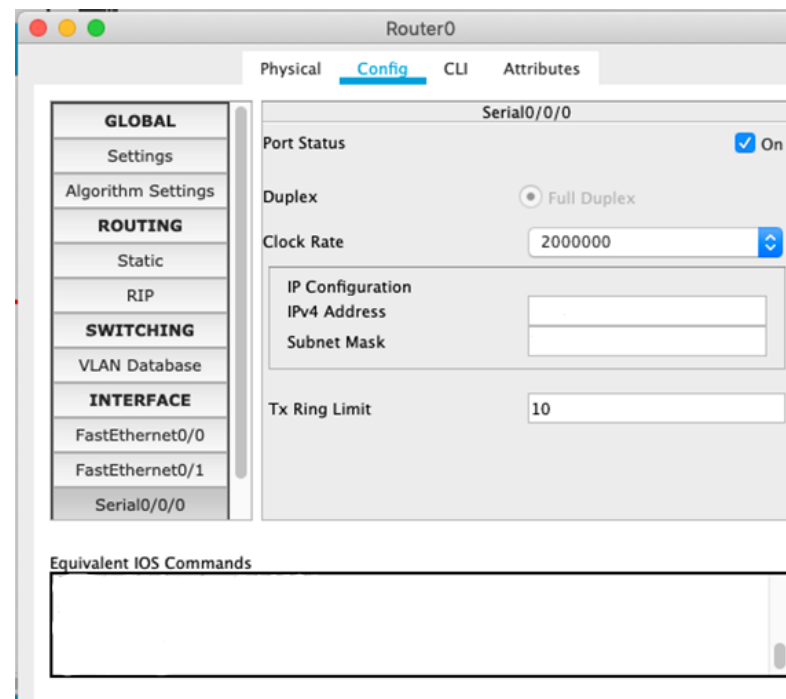 Router0
Physical Config CLI Attributes
GLOBAL
Settings
Algorithm Settings
ROUTING
Static
RIP
SWITCHING
VLAN Database
INTERFACE
FastEthernet0/0
FastEthernet0/1
Serial0/0/0
Serial0/0/0
Port Status On
Duplex Full Duplex
Clock Rate 2000000
IP Configuration
IPv4 Address
Subnet Mask
Tx Ring Limit 10
Equivalent IOS Commands